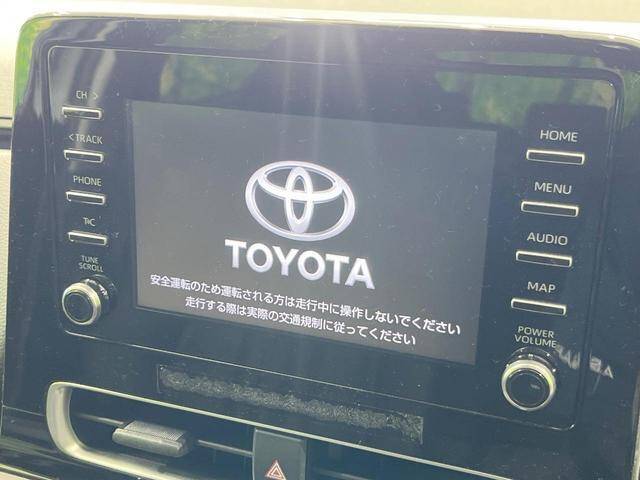 CH >
< TRACK
PHONE
T&C
TUNE
SCROLL
TOYOTA
安全運転のため運転される方は走行中に操作しないでください
走行する際は実際の交通規制に従ってください
HOME
MENU
AUDIO
MAP
POWER
VOLUME